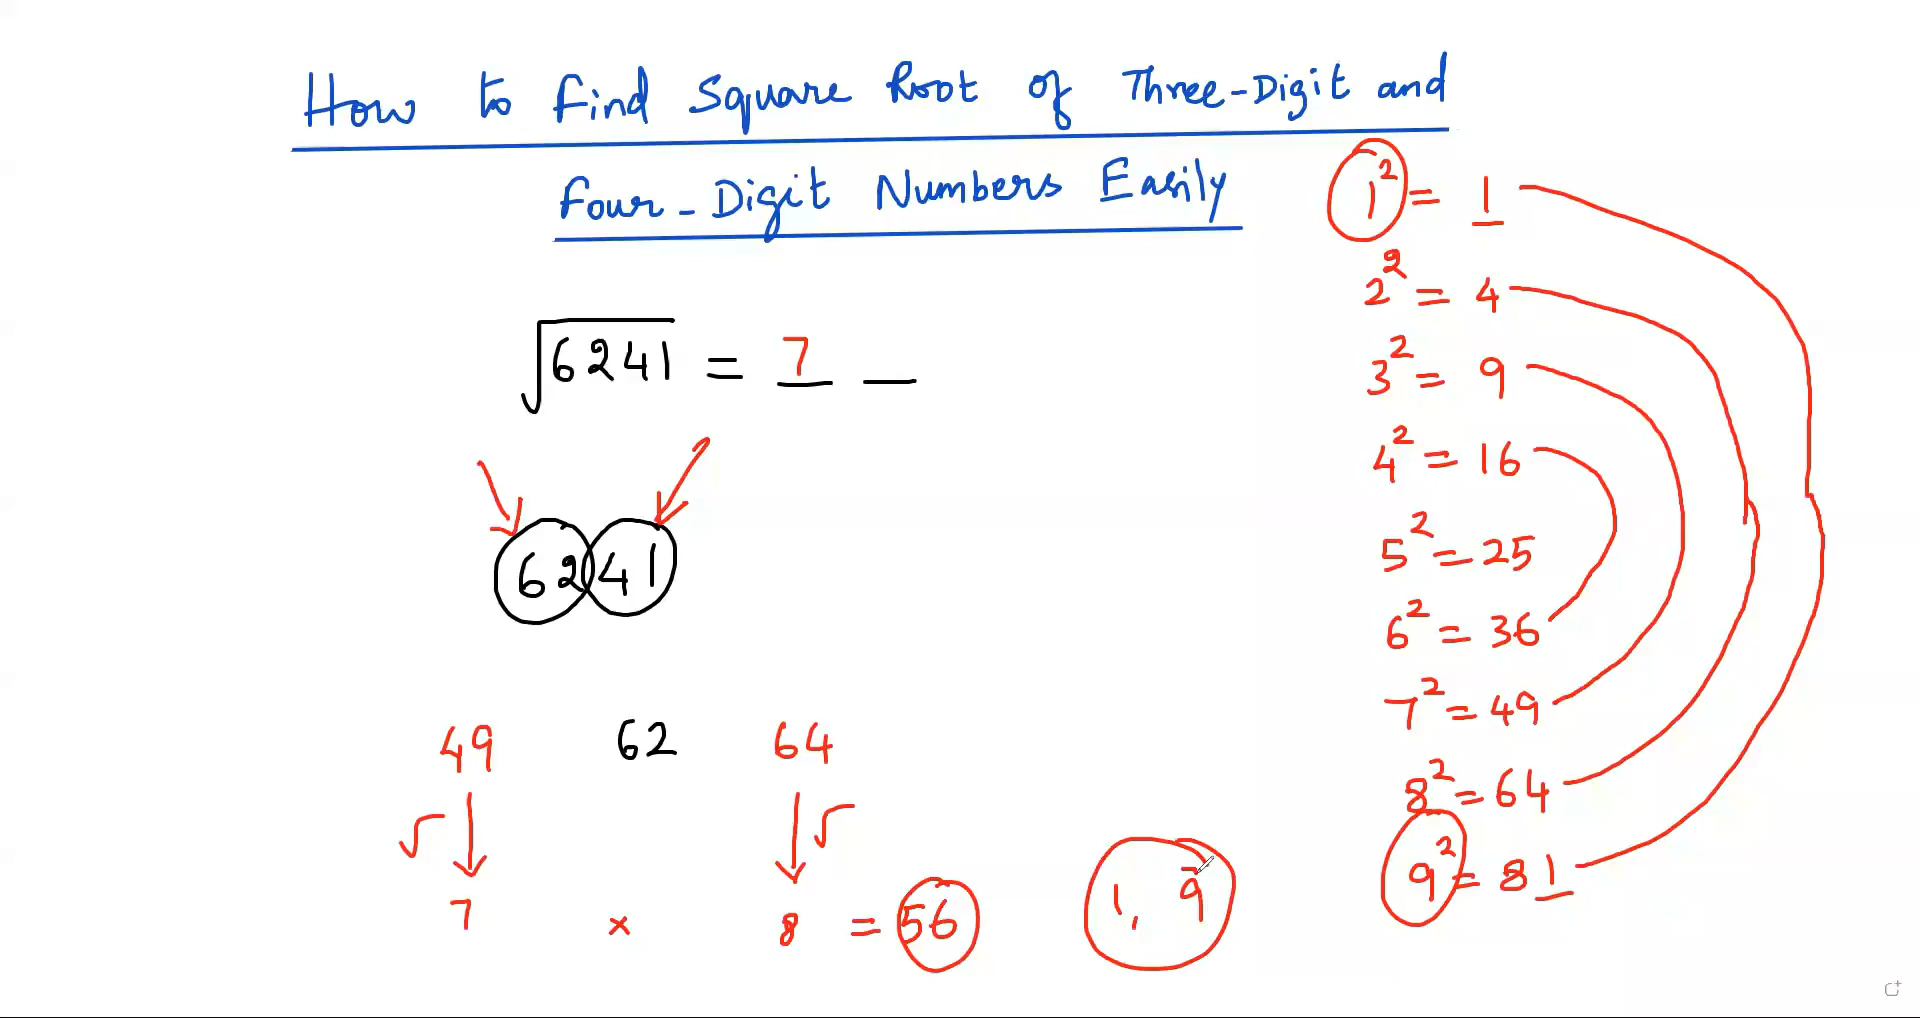 How to find Square Root of Three-Digit and
four-Digit Numbers Easily
√6241 = 7 _
6241
49 62 64
√ √
7 × 8 = 56
1, 9
1² = 1
2² = 4
3² = 9
4² = 16
5² = 25
6² = 36
7² = 49
8² = 64
9² = 81